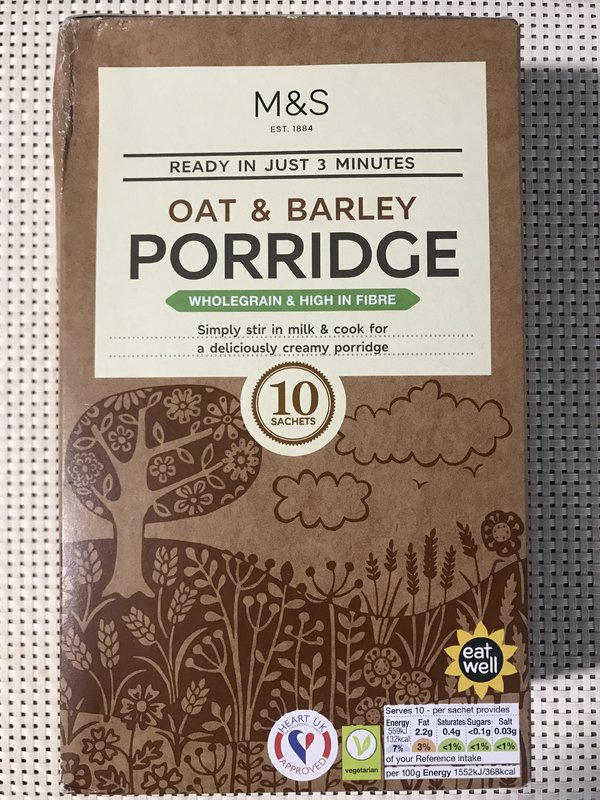 M&S
EST. 1884
READY IN JUST 3 MINUTES
OAT & BARLEY
PORRIDGE
WHOLEGRAIN & HIGH IN FIBRE
Simply stir in milk & cook for
a deliciously creamy porridge
10
SACHETS
eat
well
HEART UK
APPROVED
vegetarian
Serves 10 - per sachet provides
Energy Fat Saturates Sugars Salt
559kJ 2.2g 0.4g <0.1g 0.03g
132kcal
7% 3% <1% <1% <1%
of your Reference intake
per 100g Energy 1552kJ/368kcal